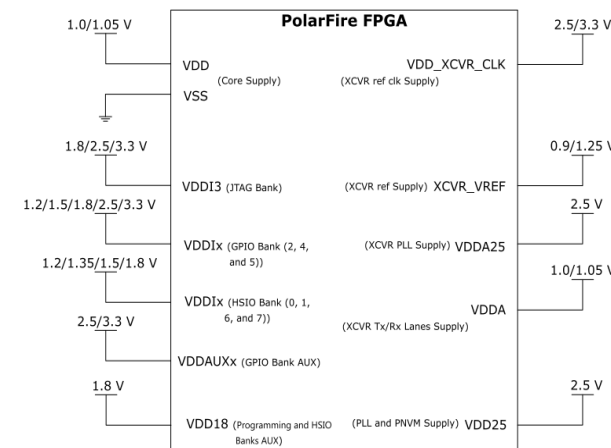 PolarFire FPGA
1.0/1.05 V
2.5/3.3 V
VDD
(Core Supply)
VDD_XCVR_CLK
(XCVR ref clk Supply)
VSS
1.8/2.5/3.3 V
0.9/1.25 V
VDDI3 (JTAG Bank)
(XCVR ref Supply) XCVR_VREF
1.2/1.5/1.8/2.5/3.3 V
2.5 V
VDDIx (GPIO Bank (2, 4,
and 5))
(XCVR PLL Supply) VDDA25
1.2/1.35/1.5/1.8 V
1.0/1.05 V
VDDIx (HSIO Bank (0, 1,
6, and 7))
VDDA
(XCVR Tx/Rx Lanes Supply)
2.5/3.3 V
VDDAUXx (GPIO Bank AUX)
1.8 V
2.5 V
VDD18 (Programming and HSIO
Banks AUX)
(PLL and PNVM Supply) VDD25